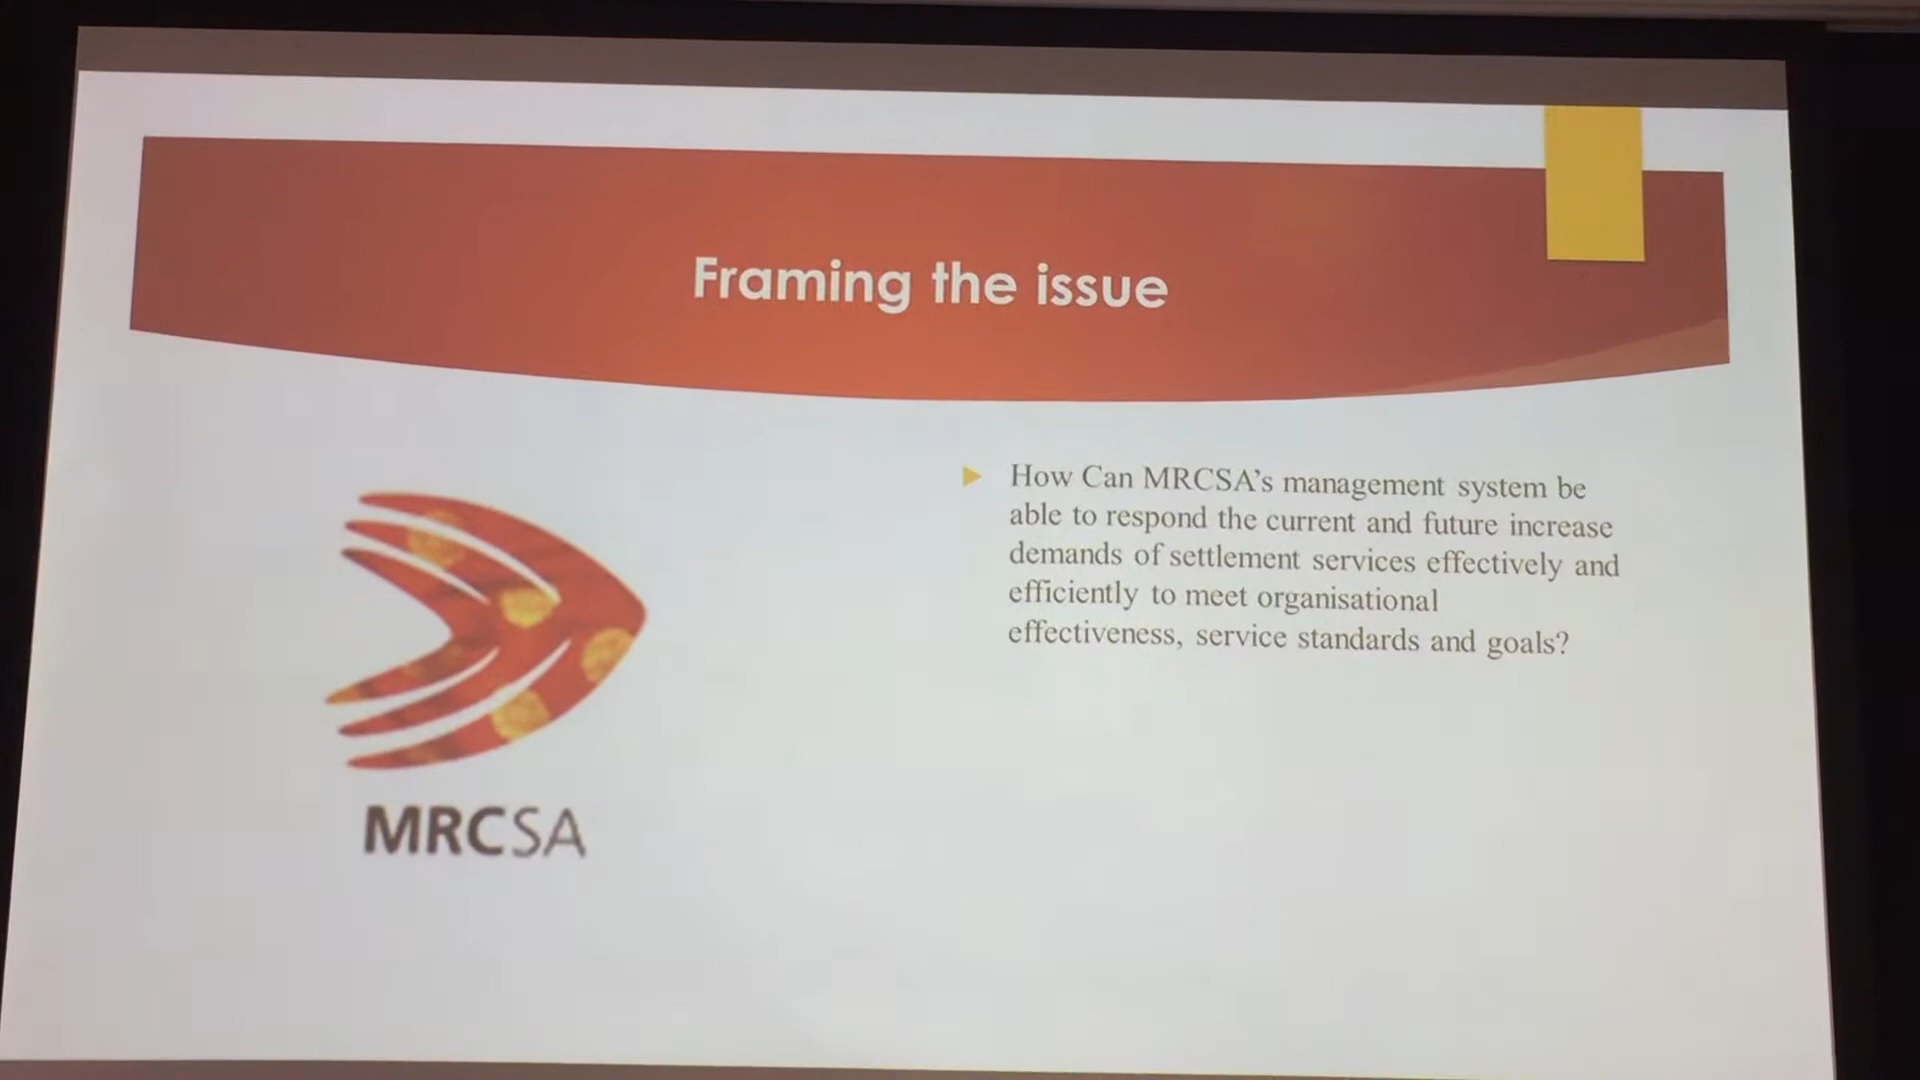 Framing the issue
How Can MRCSA’s management system be
able to respond the current and future increase
demands of settlement services effectively and
efficiently to meet organisational
effectiveness, service standards and goals?
MRCSA